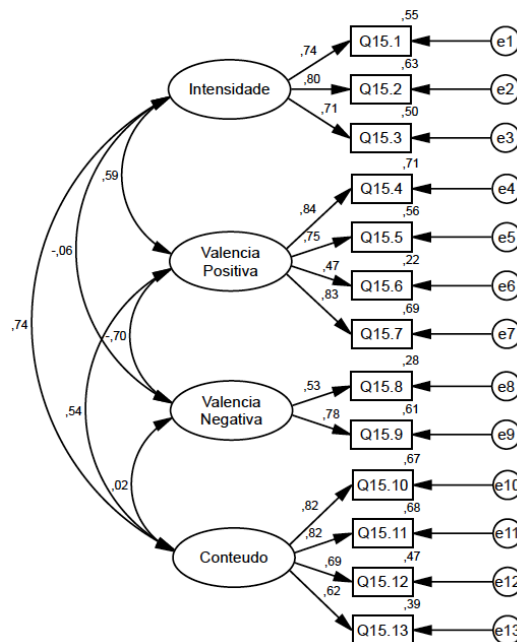 ,55
,74 Q15.1 e1
,63
Intensidade ,80 Q15.2 e2
,50
,71 Q15.3 e3
,71
,59 ,84 Q15.4 e4
,56
-,06 Valencia Positiva ,75 Q15.5 e5
,22
,47 Q15.6 e6
,69
,74 -,70 ,83 Q15.7 e7
,28
,54 ,53 Q15.8 e8
Valencia Negativa ,61
,78 Q15.9 e9
,67
,02 ,82 Q15.10 e10
,68
,82 Q15.11 e11
Conteudo ,47
,69 Q15.12 e12
,39
,62 Q15.13 e13